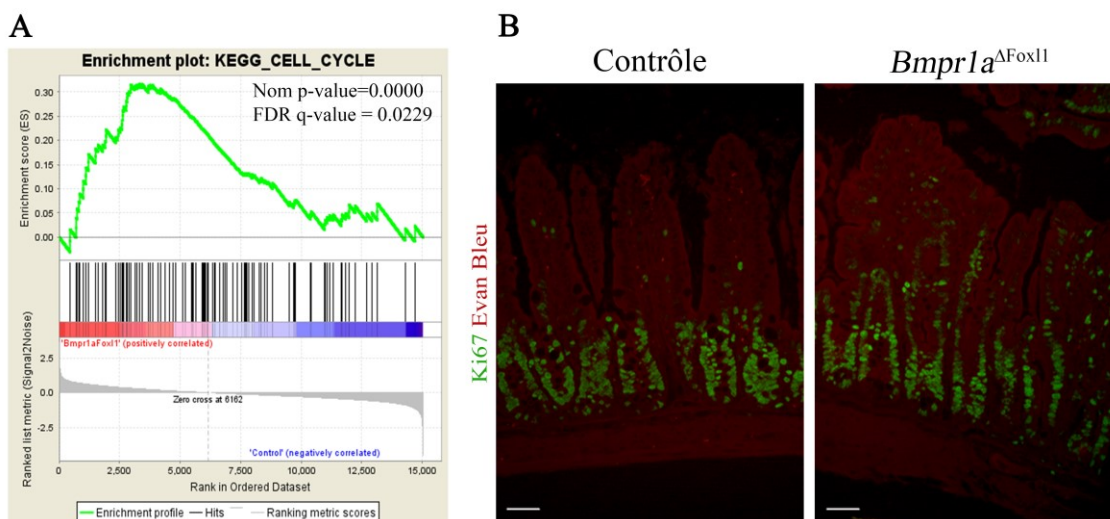 A
Enrichment plot: KEGG_CELL_CYCLE
Nom p-value=0.0000
FDR q-value = 0.0229
Enrichment score (ES)
0.30
0.25
0.20
0.15
0.10
0.05
0.00
'Bmpr1aFoxl1' (positively correlated)
Ranked list metric (Signal2Noise)
2.5
0.0
-2.5
Zero cross at 6162
'Control' (negatively correlated)
0 2,500 5,000 7,500 10,000 12,500 15,000
Rank in Ordered Dataset
Enrichment profile Hits Ranking metric scores
B
Contrôle
Bmpr1a^ΔFoxl1
Ki67 Evan Bleu